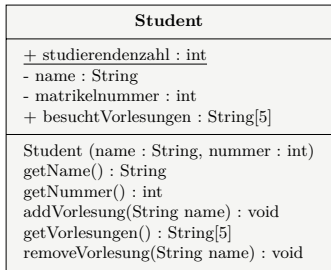 Student
+ studierendenzahl : int
- name : String
- matrikelnummer : int
+ besuchtVorlesungen : String[5]
Student (name : String, nummer : int)
getName() : String
getNummer() : int
addVorlesung(String name) : void
getVorlesungen() : String[5]
removeVorlesung(String name) : void